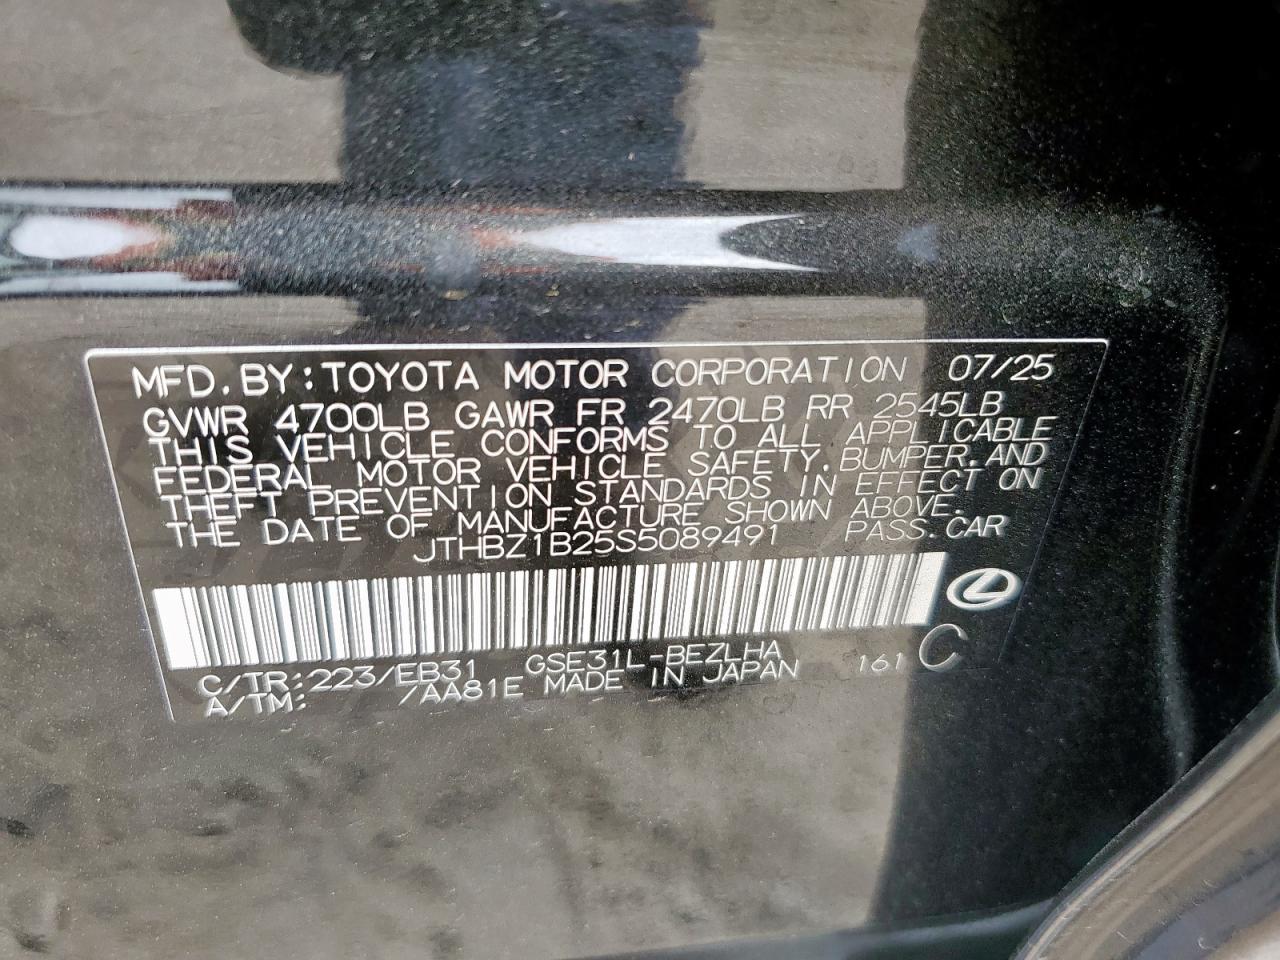 MFD.BY:TOYOTA MOTOR CORPORATION 07/25
GVWR 4700LB GAWR FR 2470LB RR 2545LB
THIS VEHICLE CONFORMS TO ALL APPLICABLE
FEDERAL MOTOR VEHICLE SAFETY,BUMPER,AND
THEFT PREVENTION STANDARDS IN EFFECT ON
THE DATE OF MANUFACTURE SHOWN ABOVE.
JTHBZ1B25S5089491 PASS.CAR
C/TR:223/EB31 GSE31L-BEZLHA 161 C
A/TM: /AA81E MADE IN JAPAN